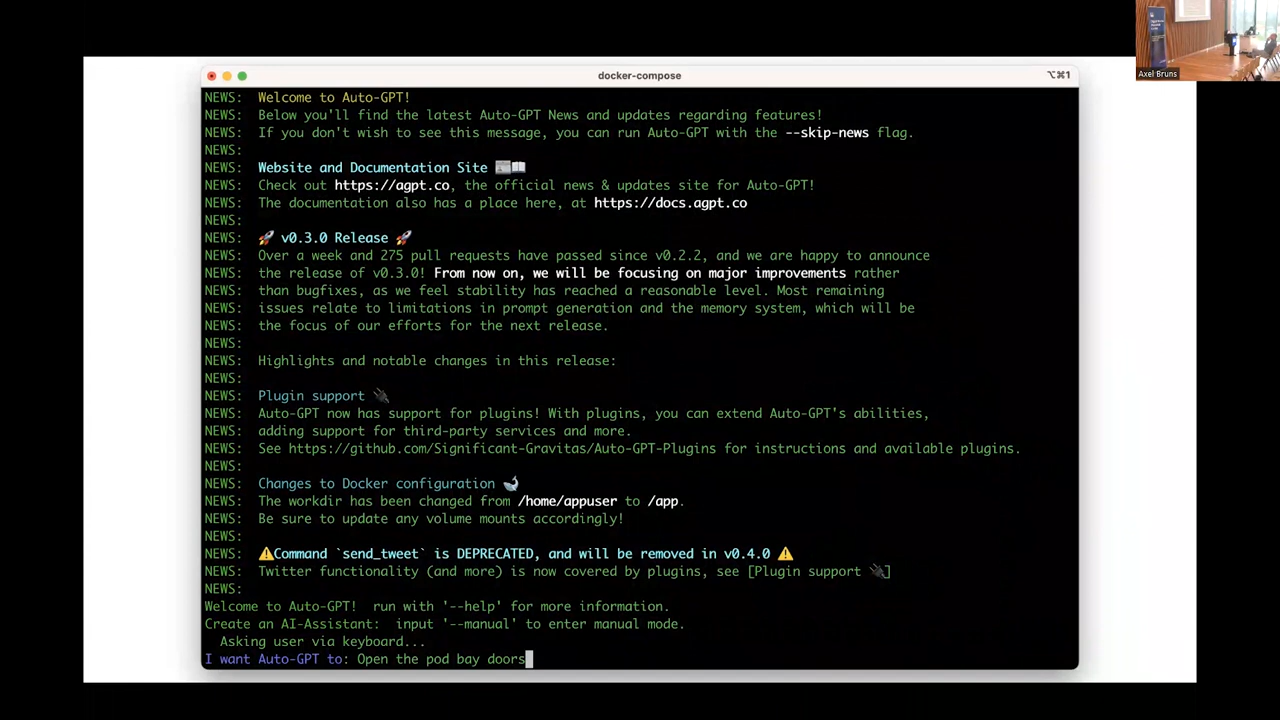 docker-compose
⌥⌘1
Axel Bruns
NEWS: Welcome to Auto-GPT!
NEWS: Below you'll find the latest Auto-GPT News and updates regarding features!
NEWS: If you don't wish to see this message, you can run Auto-GPT with the --skip-news flag.
NEWS:
NEWS: Website and Documentation Site 📰📖
NEWS: Check out https://agpt.co, the official news & updates site for Auto-GPT!
NEWS: The documentation also has a place here, at https://docs.agpt.co
NEWS:
NEWS: 🚀 v0.3.0 Release 🚀
NEWS: Over a week and 275 pull requests have passed since v0.2.2, and we are happy to announce
NEWS: the release of v0.3.0! From now on, we will be focusing on major improvements rather
NEWS: than bugfixes, as we feel stability has reached a reasonable level. Most remaining
NEWS: issues relate to limitations in prompt generation and the memory system, which will be
NEWS: the focus of our efforts for the next release.
NEWS:
NEWS: Highlights and notable changes in this release:
NEWS:
NEWS: Plugin support 🔌
NEWS: Auto-GPT now has support for plugins! With plugins, you can extend Auto-GPT's abilities,
NEWS: adding support for third-party services and more.
NEWS: See https://github.com/Significant-Gravitas/Auto-GPT-Plugins for instructions and available plugins.
NEWS:
NEWS: Changes to Docker configuration 🐋
NEWS: The workdir has been changed from /home/appuser to /app.
NEWS: Be sure to update any volume mounts accordingly!
NEWS:
NEWS: ⚠️Command `send_tweet` is DEPRECATED, and will be removed in v0.4.0 ⚠️
NEWS: Twitter functionality (and more) is now covered by plugins, see [Plugin support 🔌]
NEWS:
Welcome to Auto-GPT! run with '--help' for more information.
Create an AI-Assistant: input '--manual' to enter manual mode.
Asking user via keyboard...
I want Auto-GPT to: Open the pod bay doors